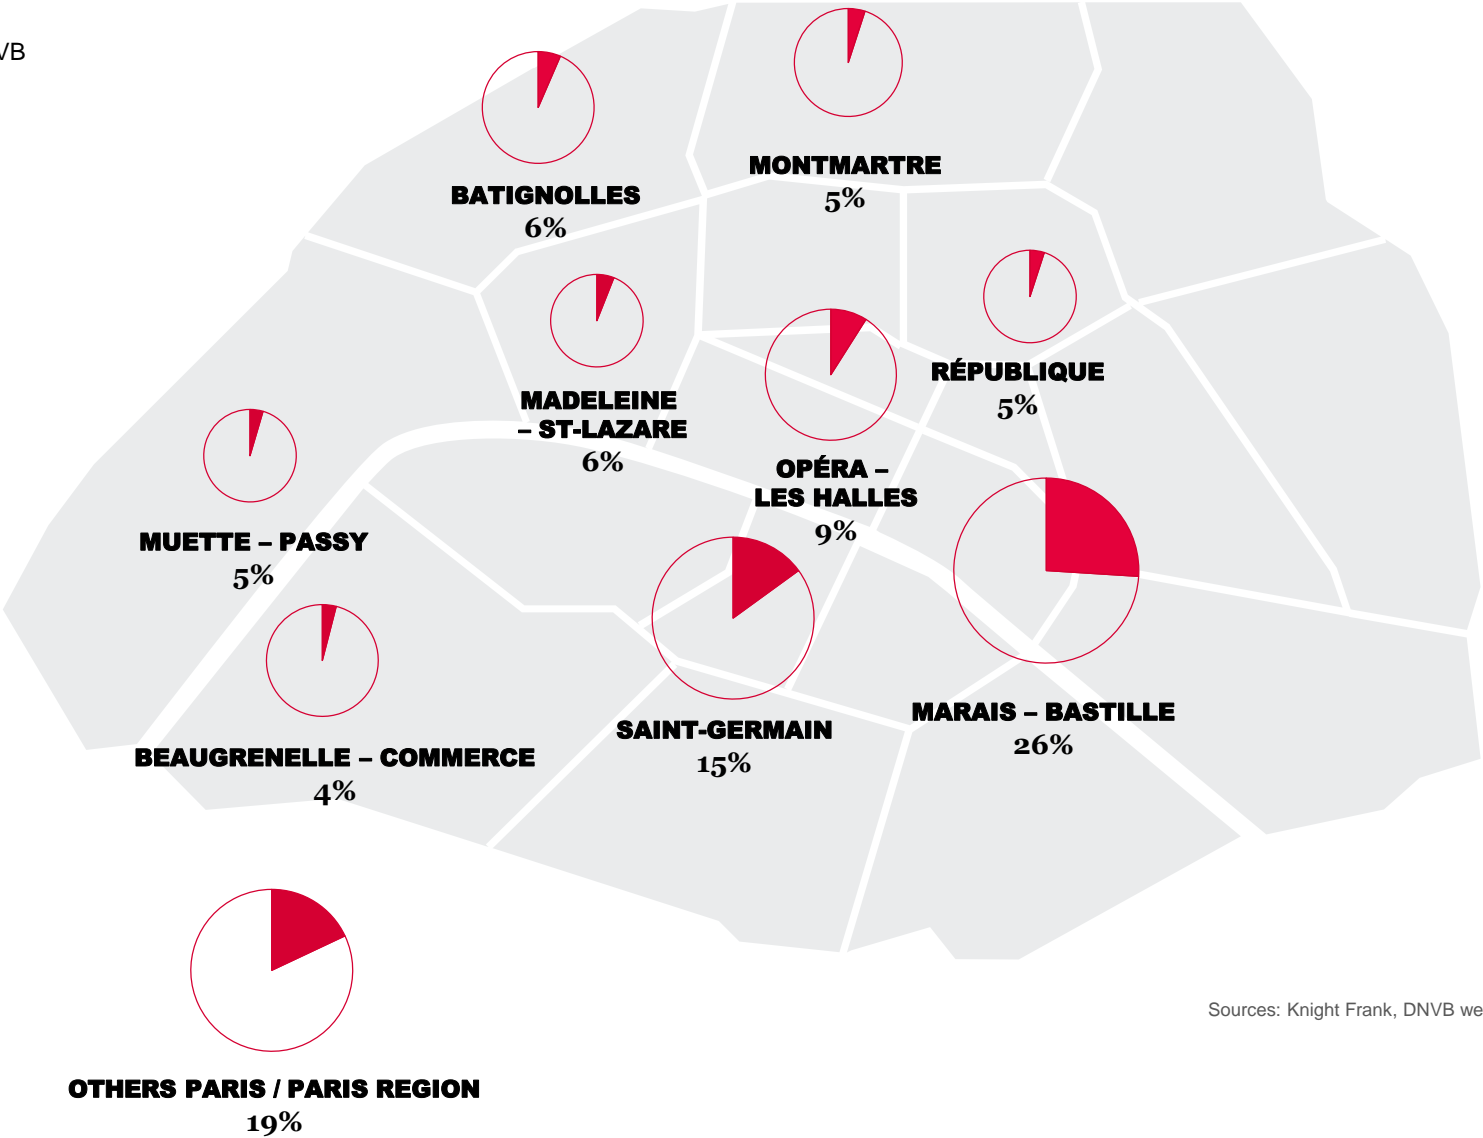 VB
MONTMARTRE
5%
BATIGNOLLES
6%
RÉPUBLIQUE
5%
MADELEINE
– ST-LAZARE
6%
OPÉRA –
LES HALLES
9%
MUETTE – PASSY
5%
MARAIS – BASTILLE
26%
SAINT-GERMAIN
15%
BEAUGRENELLE – COMMERCE
4%
Sources: Knight Frank, DNVB we
OTHERS PARIS / PARIS REGION
19%